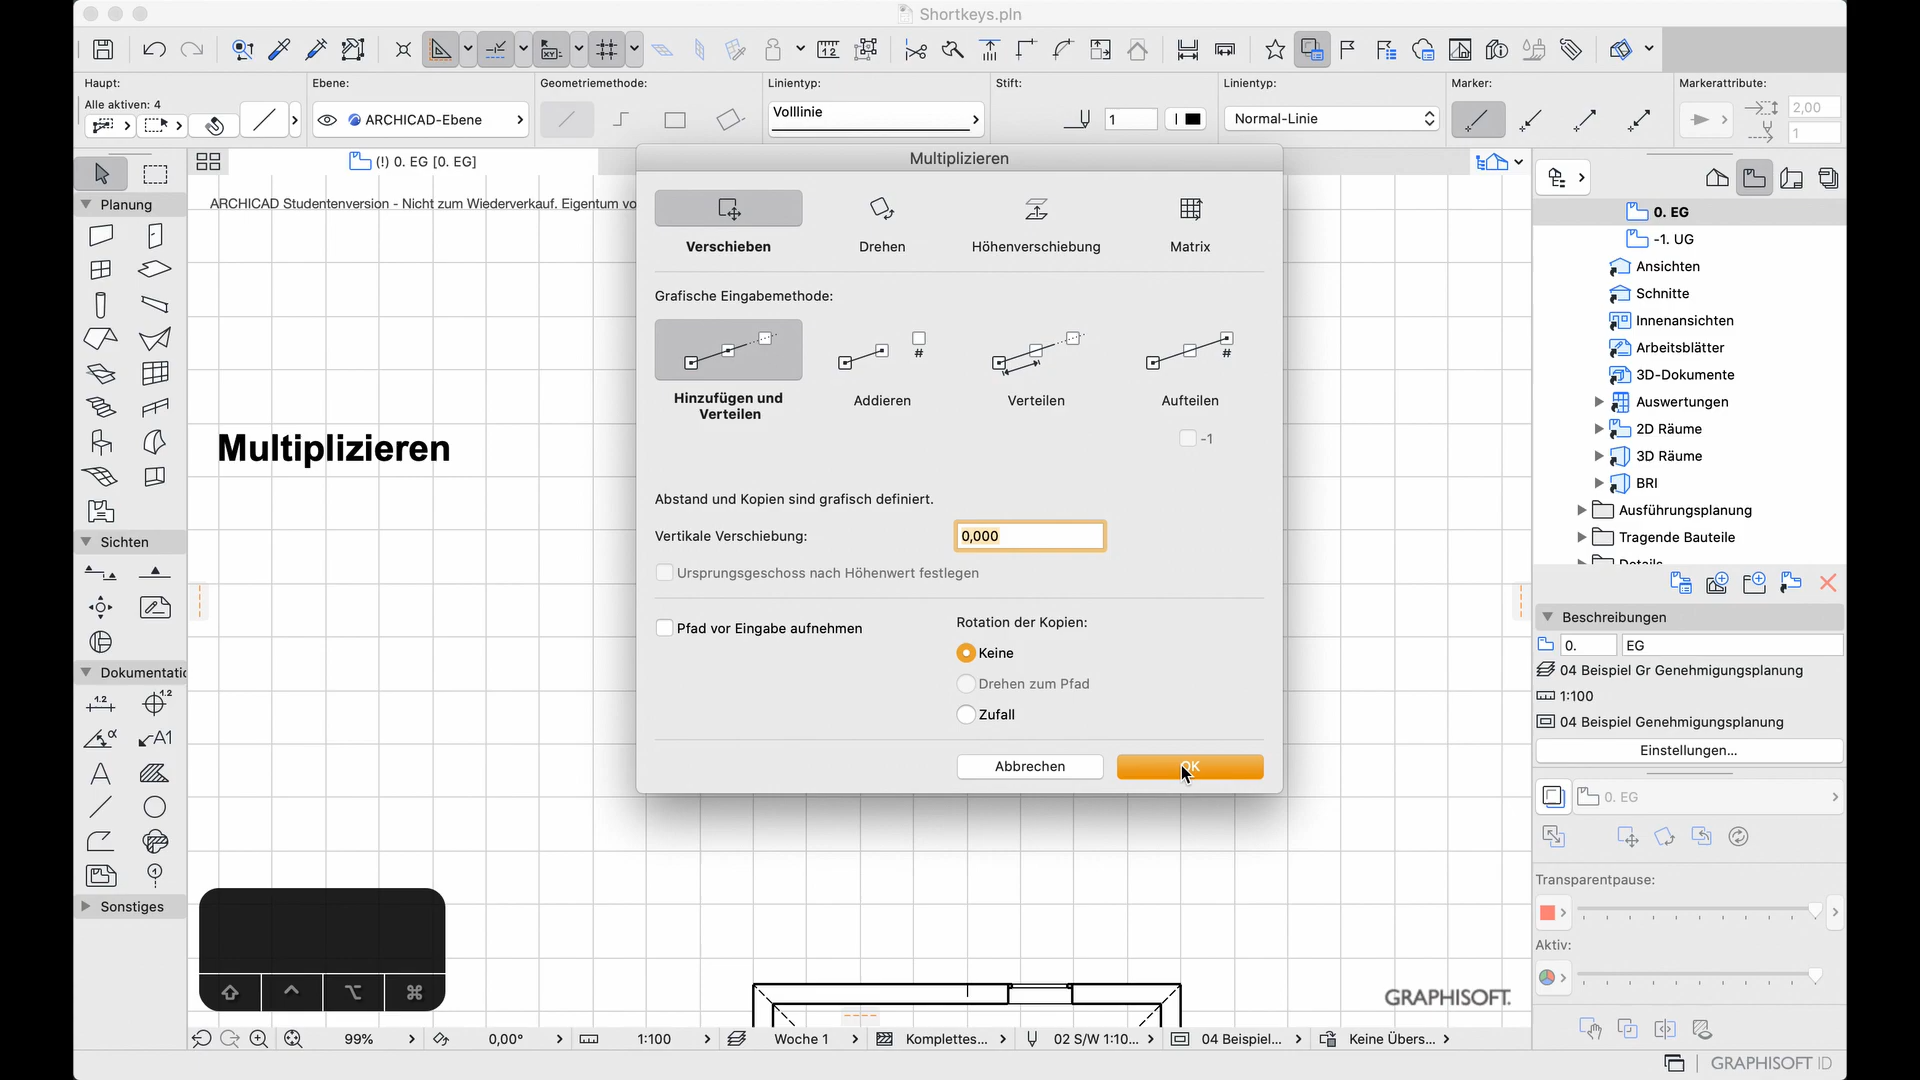 Shortkeys.pln
Haupt:
Ebene:
Geometriemethode:
Linientyp:
Stift:
Linientyp:
Marker:
Markerattribute:
Alle aktiven: 4
ARCHICAD-Ebene
Volllinie
1
Normal-Linie
2,00
1
(!) 0. EG [0. EG]
ARCHICAD Studentenversion - Nicht zum Wiederverkauf. Eigentum vo
Planung
Sichten
1.2
1.2
A1
Sonstiges
Multiplizieren
Multiplizieren
Verschieben
Drehen
Höhenverschiebung
Matrix
Grafische Eingabemethode:
#
#
Hinzufügen und
Verteilen
Addieren
Verteilen
Aufteilen
-1
Abstand und Kopien sind grafisch definiert.
Vertikale Verschiebung:
0,000
Ursprungsgeschoss nach Höhenwert festlegen
Pfad vor Eingabe aufnehmen
Rotation der Kopien:
Keine
Drehen zum Pfad
Zufall
Abbrechen
OK
0. EG
-1. UG
Ansichten
Schnitte
Innenansichten
Arbeitsblätter
3D-Dokumente
Auswertungen
2D Räume
3D Räume
BRI
Ausführungsplanung
Tragende Bauteile
Beschreibungen
0.
EG
04 Beispiel Gr Genehmigungsplanung
1:100
04 Beispiel Genehmigungsplanung
Einstellungen...
0. EG
Transparentpause:
Aktiv:
GRAPHISOFT.
99%
0,00°
1:100
Woche 1
Komplettes...
02 S/W 1:10...
04 Beispiel...
Keine Übers...
GRAPHISOFT ID